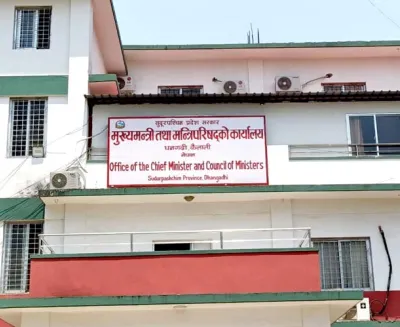 सुदूरपश्चिम प्रदेश सरकार
मुख्यमन्त्री तथा मन्त्रिपरिषद्को कार्यालय
धनगढी, कैलाली
नेपाल
Office of the Chief Minister and Council of Ministers
Sudurpashchim Province, Dhangadhi